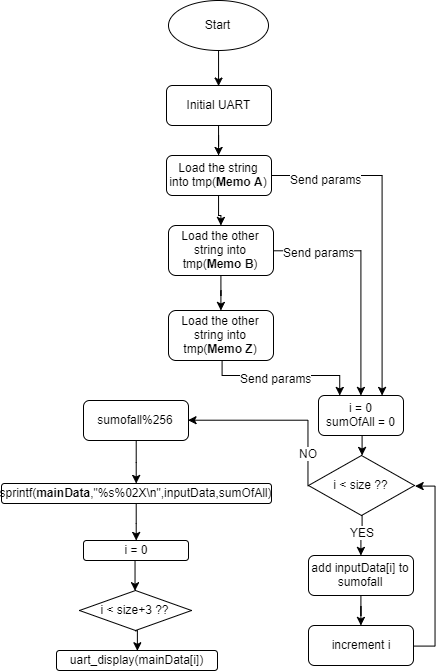 Start
Initial UART
Load the string
into tmp(Memo A)
Send params
Load the other
string into
tmp(Memo B)
Send params
Load the other
string into
tmp(Memo Z)
Send params
i = 0
sumOfAll = 0
sumofall%256
NO
i < size ??
sprintf(mainData,"%s%02X\n",inputData,sumOfAll)
YES
i = 0
add inputData[i] to
sumofall
i < size+3 ??
increment i
uart_display(mainData[i])